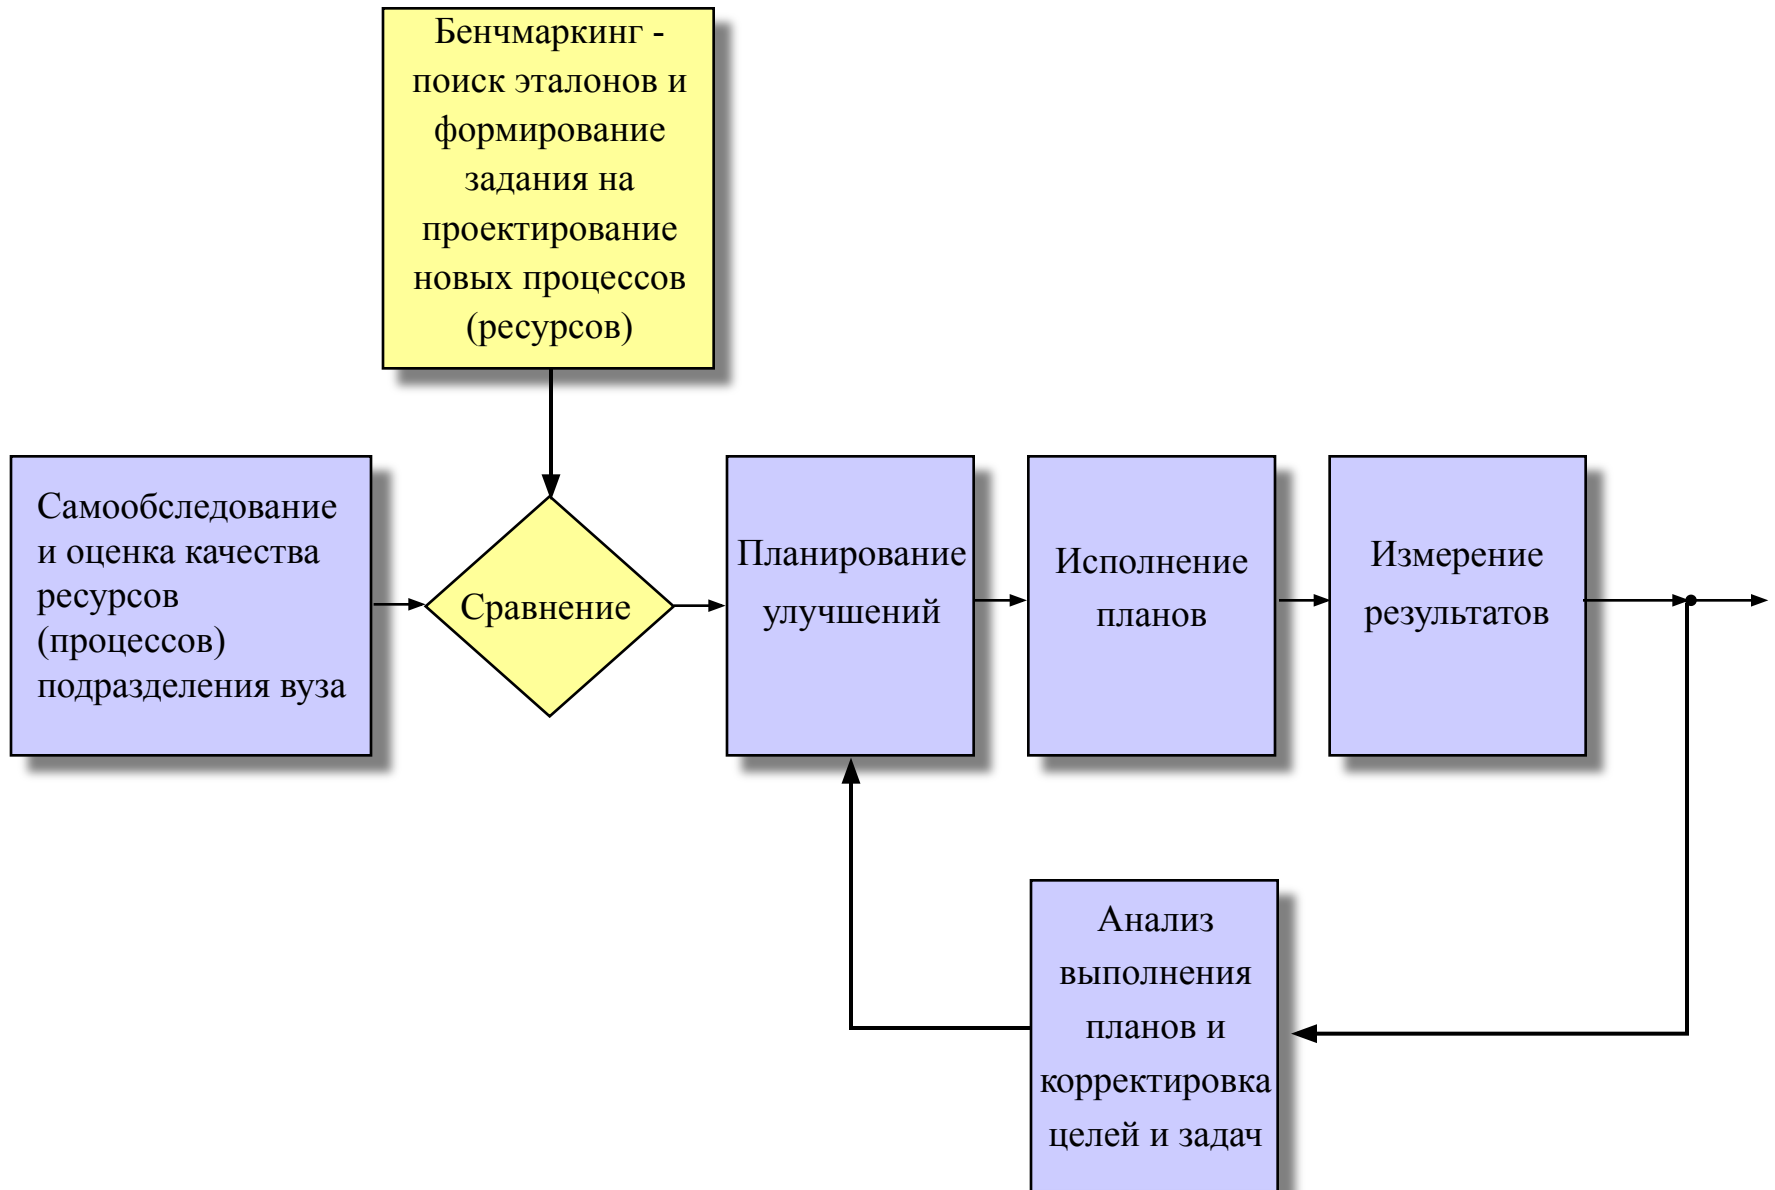 Бенчмаркинг -
поиск эталонов и
формирование
задания на
проектирование
новых процессов
(ресурсов)
Самообследование
и оценка качества
ресурсов
(процессов)
подразделения вуза
Сравнение
Планирование
улучшений
Исполнение
планов
Измерение
результатов
Анализ
выполнения
планов и
корректировка
целей и задач